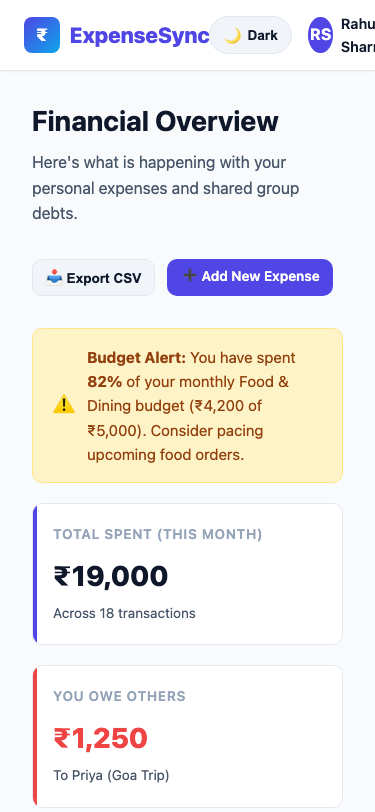 ₹ ExpenseSync 🌙 Dark RS Rahu
Shar
Financial Overview
Here's what is happening with your
personal expenses and shared group
debts.
📥 Export CSV ➕ Add New Expense
Budget Alert: You have spent
82% of your monthly Food &
Dining budget (₹4,200 of
₹5,000). Consider pacing
upcoming food orders.
TOTAL SPENT (THIS MONTH)
₹19,000
Across 18 transactions
YOU OWE OTHERS
₹1,250
To Priya (Goa Trip)